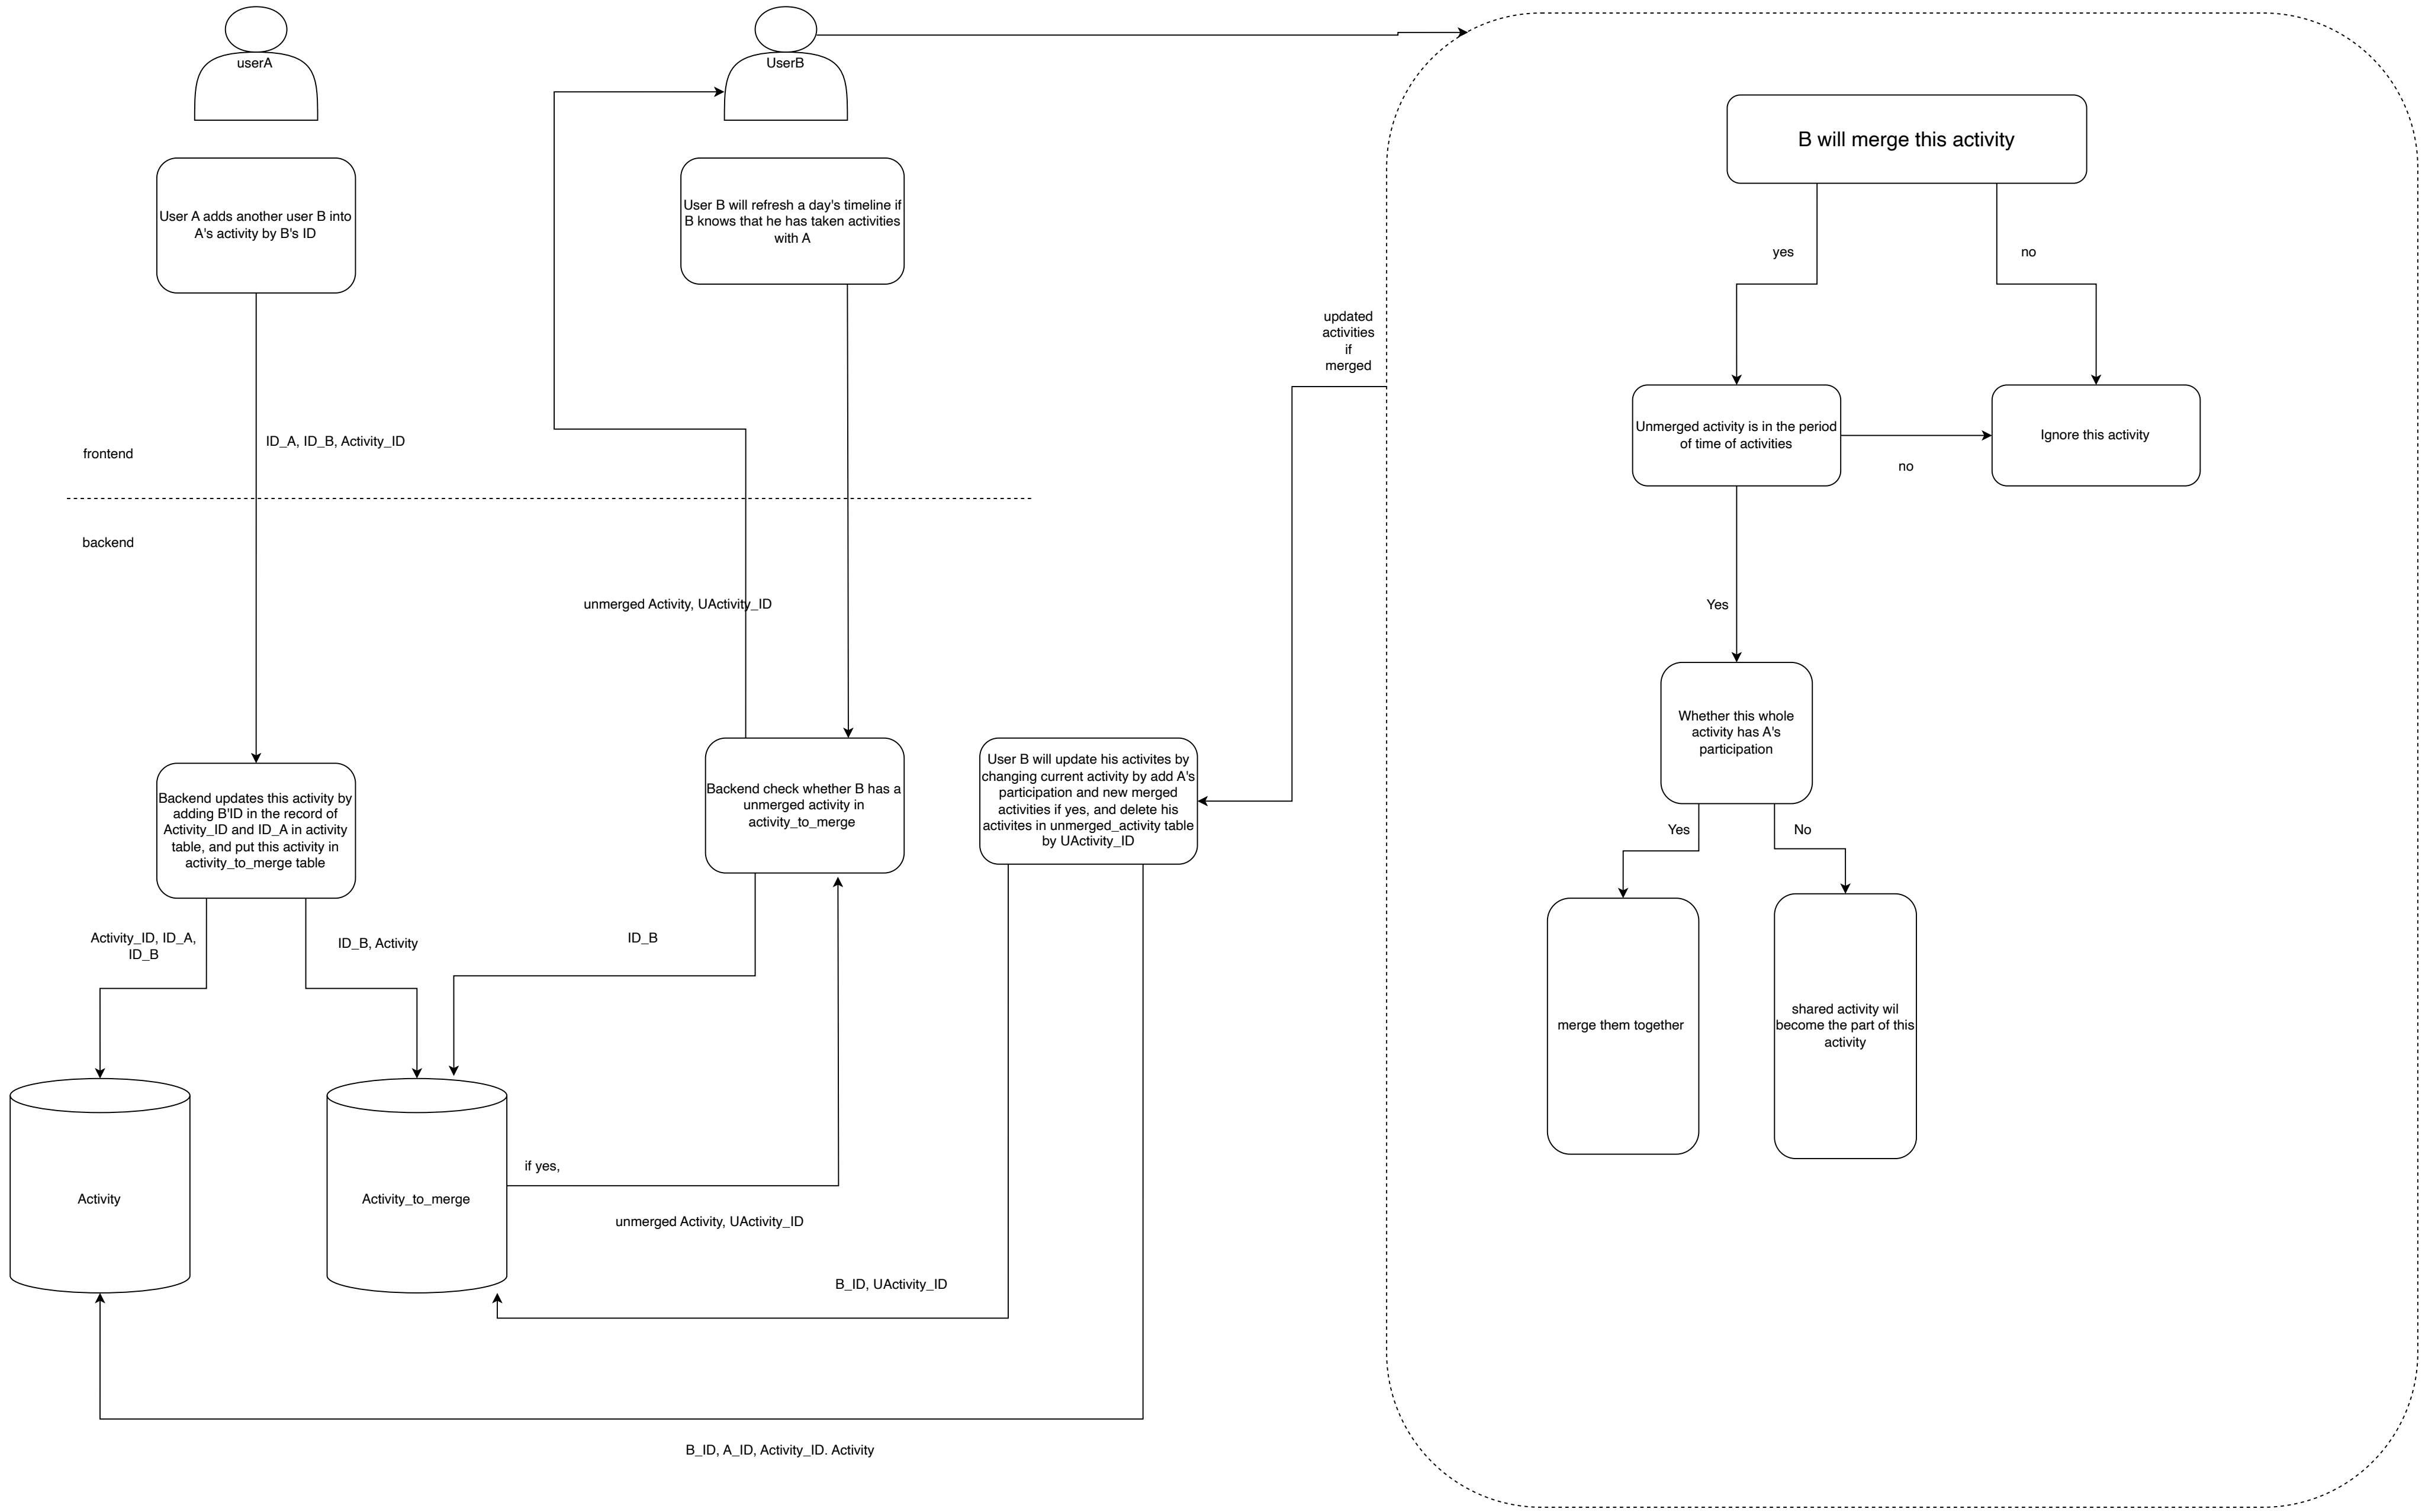 userA
UserB
User A adds another user B into
A's activity by B's ID
User B will refresh a day's timeline if
B knows that he has taken activities
with A
B will merge this activity
yes
no
updated
activities
if
merged
Unmerged activity is in the period
of time of activities
no
Ignore this activity
frontend
ID_A, ID_B, Activity_ID
backend
unmerged Activity, UActivity_ID
Yes
Whether this whole
activity has A's
participation
Yes
No
Backend updates this activity by
adding B'ID in the record of
Activity_ID and ID_A in activity
table, and put this activity in
activity_to_merge table
Backend check whether B has a
unmerged activity in
activity_to_merge
User B will update his activites by
changing current activity by add A's
participation and new merged
activities if yes, and delete his
activites in unmerged_activity table
by UActivity_ID
Activity_ID, ID_A,
ID_B
ID_B, Activity
ID_B
merge them together
shared activity wil
become the part of this
activity
Activity
Activity_to_merge
if yes,
unmerged Activity, UActivity_ID
B_ID, UActivity_ID
B_ID, A_ID, Activity_ID. Activity